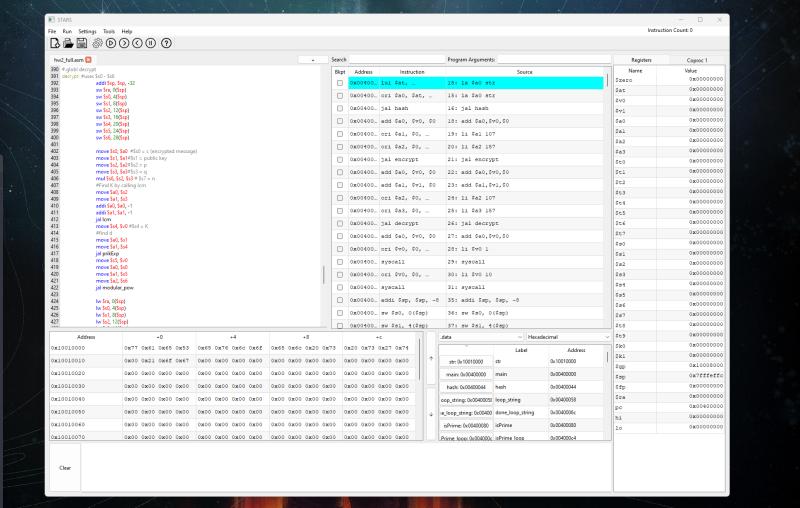 STARS
File Run Settings Tools Help
Instruction Count: 0
hw2_full.asm
Search
Program Arguments:
Registers
Coproc 1
390 #.globl decrypt
391 decrypt: #uses $s0 - $s6
392 addi $sp, $sp, -32
393 sw $ra, 0($sp)
394 sw $s0, 4($sp)
395 sw $s1, 8($sp)
396 sw $s2, 12($sp)
397 sw $s3, 16($sp)
398 sw $s4, 20($sp)
399 sw $s5, 24($sp)
400 sw $s6, 28($sp)
401
402 move $s0, $a0 #$s0 = c (encrypted message)
403 move $s1, $a1#$s1 = public key
404 move $s2, $a2#$s2 = p
405 move $s3, $a3#$s3 = q
406 mul $s6, $s2, $s3 # $s7 = n
407 #Find K by calling lcm
408 move $a0, $s2
409 move $a1, $s3
410 addi $a0, $a0, -1
411 addi $a1, $a1, -1
412 jal lcm
413 move $s4, $v0 #$s4 = K
414 #find d
415 move $a0, $s1
416 move $a1, $s4
417 jal prikExp
418 move $s5, $v0
419 move $a0, $s0
420 move $a1, $s5
421 move $a2, $s6
422 jal modular_pow
423
424 lw $ra, 0($sp)
425 lw $s0, 4($sp)
426 lw $s1, 8($sp)
427 lw $s2, 12($sp)
Bkpt Address Instruction Source
0x00400... lui $at, … 15: la $a0 str
0x00400... ori $a0, $at, … 15: la $a0 str
0x00400... jal hash 16: jal hash
0x00400... add $a0, $v0, $0 18: add $a0,$v0,$0
0x00400... ori $a1, $0, … 19: li $a1 107
0x00400... ori $a2, $0, … 20: li $a2 187
0x00400... jal encrypt 21: jal encrypt
0x00400... add $a0, $v0, $0 22: add $a0,$v0,$0
0x00400... add $a1, $v1, $0 23: add $a1,$v1,$0
0x00400... ori $a2, $0, … 24: li $a2 107
0x00400... ori $a3, $0, … 25: li $a3 187
0x00400... jal decrypt 26: jal decrypt
0x00400... add $a0, $v0, $0 27: add $a0,$v0,$0
0x00400... ori $v0, $0, … 28: li $v0 1
0x00400... syscall 29: syscall
0x00400... ori $v0, $0, … 30: li $v0 10
0x00400... syscall 31: syscall
0x00400... addi $sp, $sp, -8 35: addi $sp, $sp, -8
0x00400... sw $s0, 0($sp) 36: sw $s0, 0($sp)
0x00400... sw $s1, 4($sp) 37: sw $s1, 4($sp)
Name Value
$zero 0x00000000
$at 0x00000000
$v0 0x00000000
$v1 0x00000000
$a0 0x00000000
$a1 0x00000000
$a2 0x00000000
$a3 0x00000000
$t0 0x00000000
$t1 0x00000000
$t2 0x00000000
$t3 0x00000000
$t4 0x00000000
$t5 0x00000000
$t6 0x00000000
$t7 0x00000000
$s0 0x00000000
$s1 0x00000000
$s2 0x00000000
$s3 0x00000000
$s4 0x00000000
$s5 0x00000000
$s6 0x00000000
$s7 0x00000000
$t8 0x00000000
$t9 0x00000000
$k0 0x00000000
$k1 0x00000000
$gp 0x10008000
$sp 0x7fffeffc
$fp 0x00000000
$ra 0x00000000
pc 0x00400000
hi 0x00000000
lo 0x00000000
Address +0 +4 +8 +c
0x10010000 0x77 0x61 0x65 0x53 0x65 0x76 0x6c 0x6f 0x65 0x6c 0x20 0x73 0x20 0x73 0x27 0x74
0x10010010 0x00 0x21 0x6f 0x67 0x00 0x00 0x00 0x00 0x00 0x00 0x00 0x00 0x00 0x00 0x00 0x00
0x10010020 0x00 0x00 0x00 0x00 0x00 0x00 0x00 0x00 0x00 0x00 0x00 0x00 0x00 0x00 0x00 0x00
0x10010030 0x00 0x00 0x00 0x00 0x00 0x00 0x00 0x00 0x00 0x00 0x00 0x00 0x00 0x00 0x00 0x00
0x10010040 0x00 0x00 0x00 0x00 0x00 0x00 0x00 0x00 0x00 0x00 0x00 0x00 0x00 0x00 0x00 0x00
0x10010050 0x00 0x00 0x00 0x00 0x00 0x00 0x00 0x00 0x00 0x00 0x00 0x00 0x00 0x00 0x00 0x00
0x10010060 0x00 0x00 0x00 0x00 0x00 0x00 0x00 0x00 0x00 0x00 0x00 0x00 0x00 0x00 0x00 0x00
0x10010070 0x00 0x00 0x00 0x00 0x00 0x00 0x00 0x00 0x00 0x00 0x00 0x00 0x00 0x00 0x00 0x00
.data Hexadecimal
Label Address
str: 0x10010000 str 0x10010000
main: 0x00400000 main 0x00400000
hash: 0x00400044 hash 0x00400044
oop_string: 0x00400058 loop_string 0x00400058
e_loop_string: 0x00400 done_loop_string 0x0040006c
isPrime: 0x00400080 isPrime 0x00400080
Prime_loop: 0x004000c isPrime_loop 0x004000c4
Clear